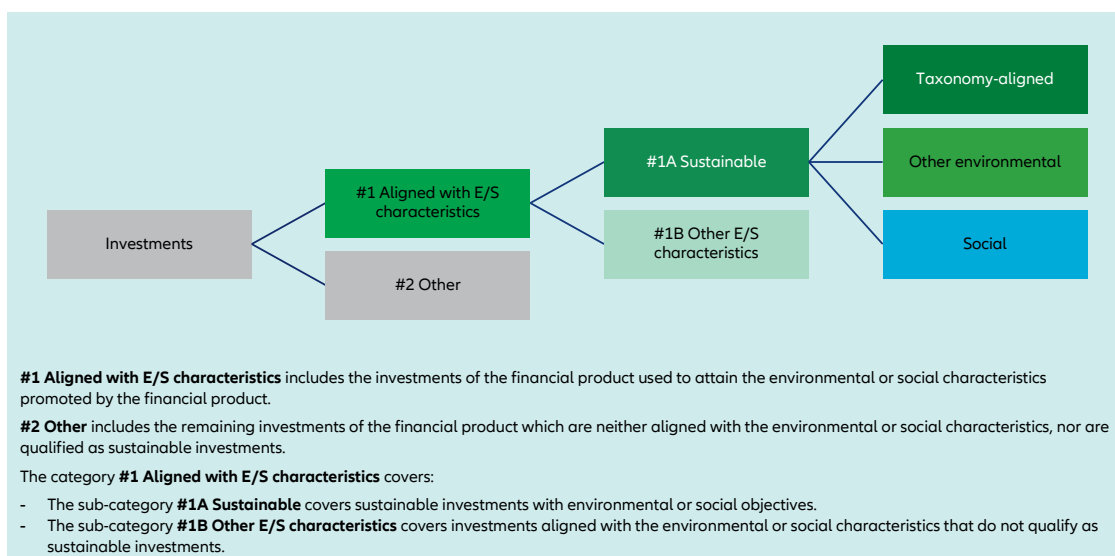 Taxonomy-aligned
#1A Sustainable
Other environmental
#1 Aligned with E/S
characteristics
#1B Other E/S
characteristics
Investments
Social
#2 Other
#1 Aligned with E/S characteristics includes the investments of the financial product used to attain the environmental or social characteristics
promoted by the financial product.
#2 Other includes the remaining investments of the financial product which are neither aligned with the environmental or social characteristics, nor are
qualified as sustainable investments.
The category #1 Aligned with E/S characteristics covers:
- The sub-category #1A Sustainable covers sustainable investments with environmental or social objectives.
- The sub-category #1B Other E/S characteristics covers investments aligned with the environmental or social characteristics that do not qualify as
sustainable investments.